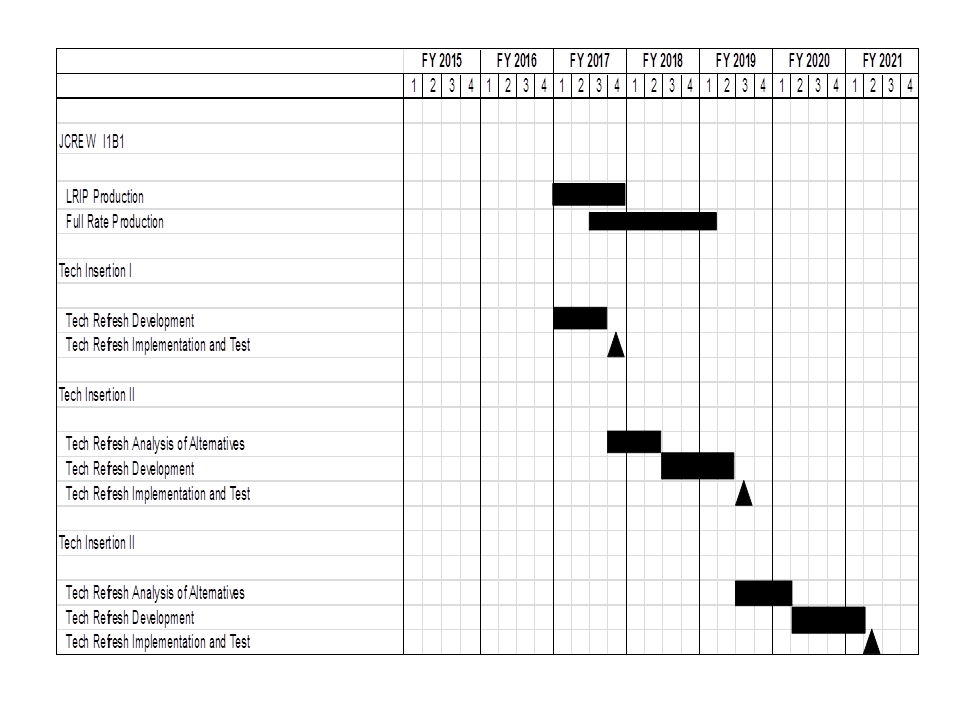 FY 2015 FY 2016 FY 2017 FY 2018 FY 2019 FY 2020 FY 2021
1 2 3 4 1 2 3 4 1 2 3 4 1 2 3 4 1 2 3 4 1 2 3 4 1 2 3 4
JCREW I1B1
LRIP Production
Full Rate Production
Tech Insertion I
Tech Refresh Development
Tech Refresh Implementation and Test
Tech Insertion II
Tech Refresh Analysis of Alternatives
Tech Refresh Development
Tech Refresh Implementation and Test
Tech Insertion II
Tech Refresh Analysis of Alternatives
Tech Refresh Development
Tech Refresh Implementation and Test